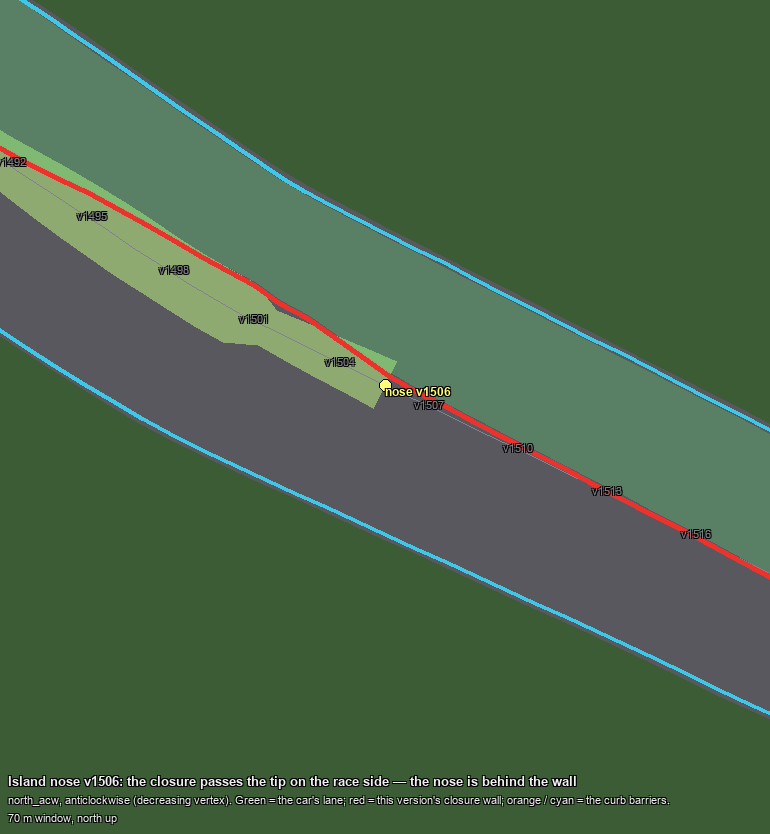 v1492
v1495
v1498
v1501
v1504
nose v1506
v1507
v1510
v1513
v1516
Island nose v1506: the closure passes the tip on the race side — the nose is behind the wall
north_acw, anticlockwise (decreasing vertex). Green = the car's lane; red = this version's closure wall; orange / cyan = the curb barriers.
70 m window, north up